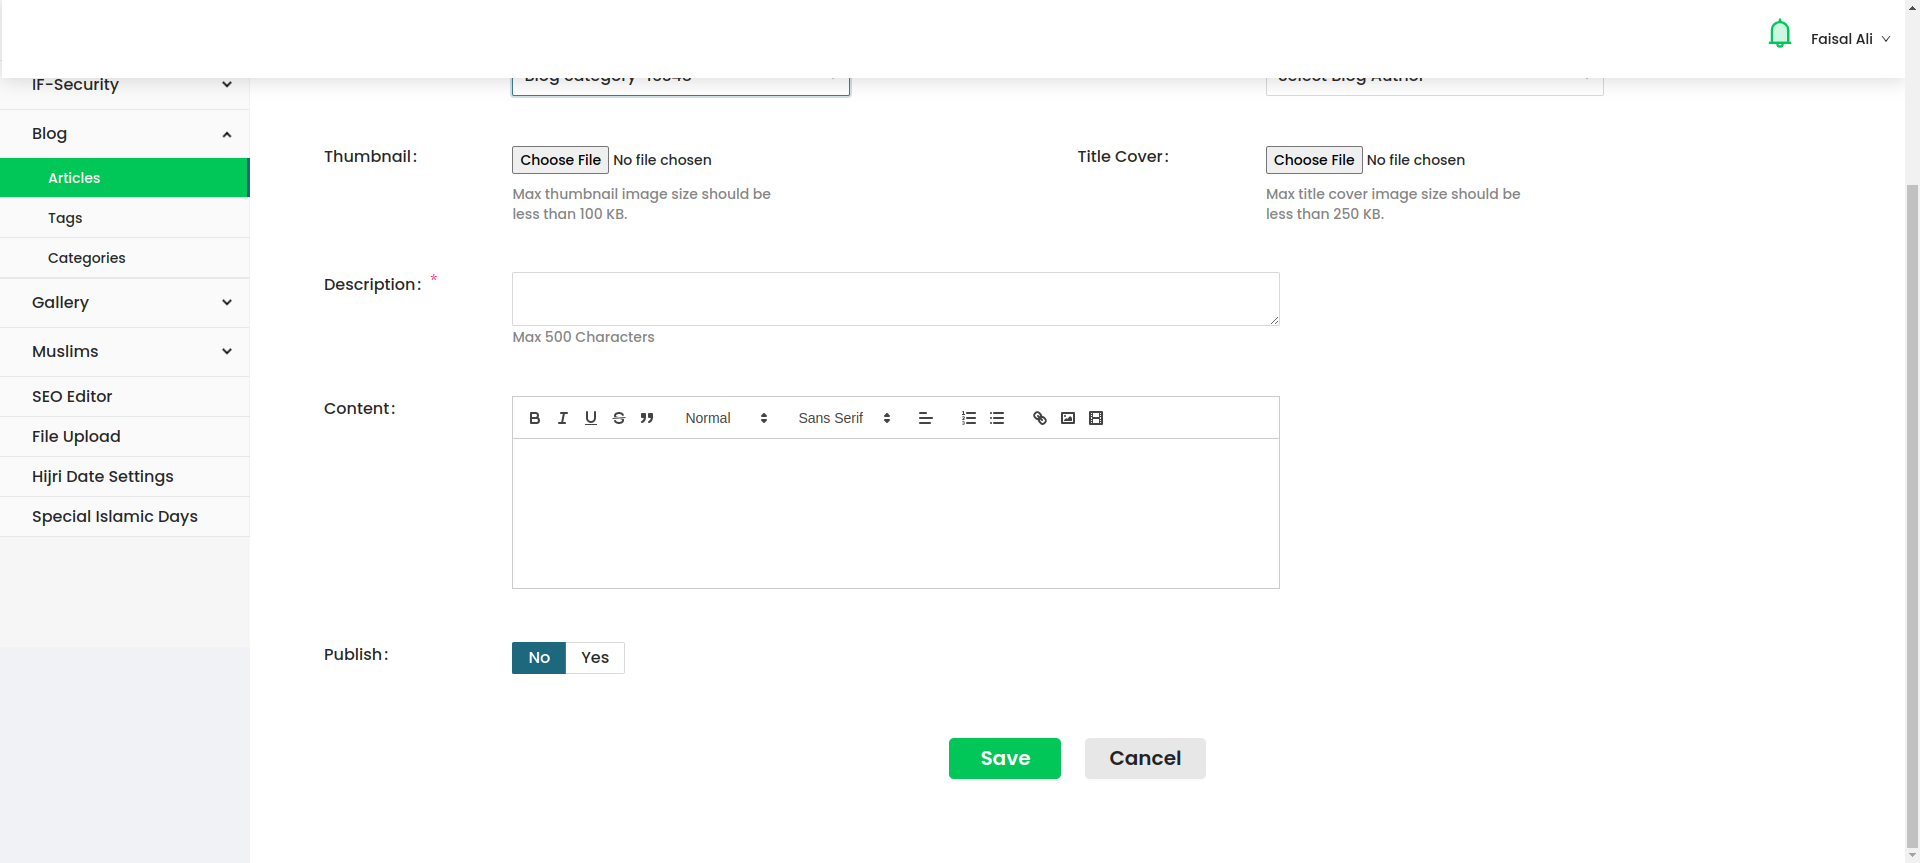 Faisal Ali
IF-Security
Blog
Articles
Tags
Categories
Gallery
Muslims
SEO Editor
File Upload
Hijri Date Settings
Special Islamic Days
Select Blog Author
Thumbnail:
Choose File No file chosen
Max thumbnail image size should be
less than 100 KB.
Title Cover:
Choose File No file chosen
Max title cover image size should be
less than 250 KB.
Description: *
Max 500 Characters
Content:
B I U S Normal Sans Serif
Publish:
No Yes
Save Cancel